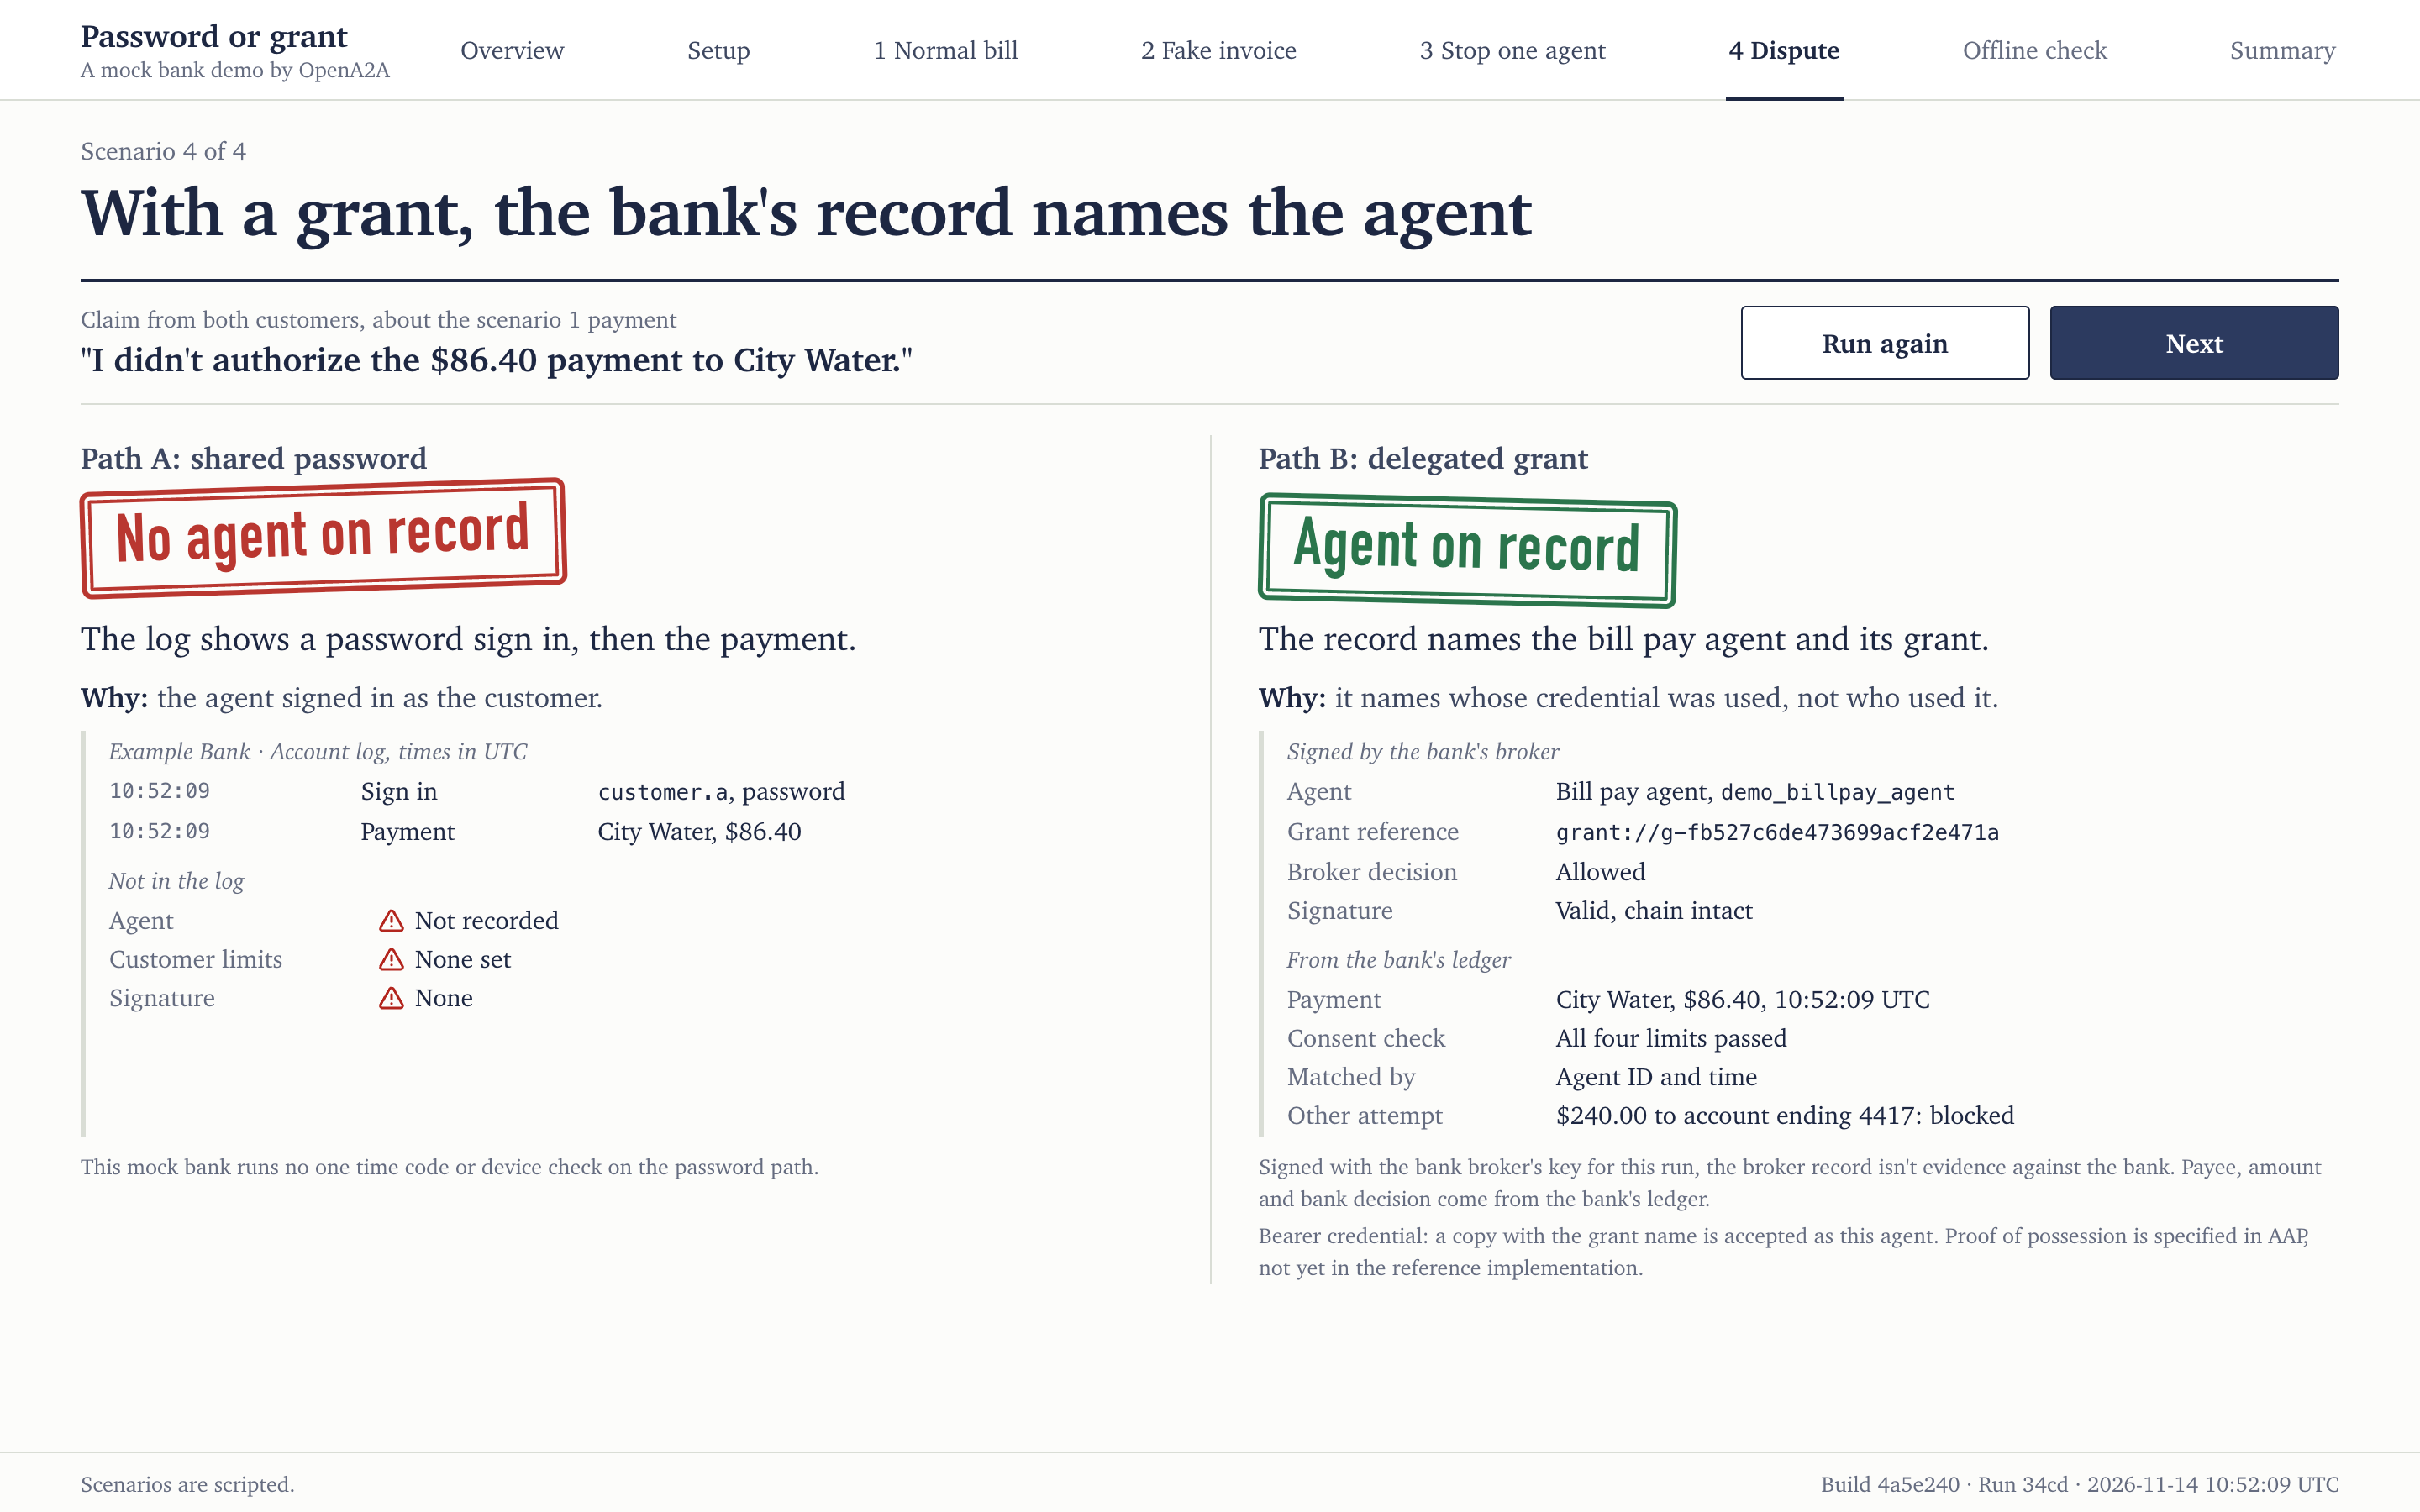 Password or grant
A mock bank demo by OpenA2A
Overview
Setup
1 Normal bill
2 Fake invoice
3 Stop one agent
4 Dispute
Offline check
Summary
Scenario 4 of 4
With a grant, the bank's record names the agent
Claim from both customers, about the scenario 1 payment
"I didn't authorize the $86.40 payment to City Water."
Run again
Next
Path A: shared password
No agent on record
The log shows a password sign in, then the payment.
Why: the agent signed in as the customer.
Example Bank · Account log, times in UTC
10:52:09 Sign in customer.a, password
10:52:09 Payment City Water, $86.40
Not in the log
Agent Not recorded
Customer limits None set
Signature None
This mock bank runs no one time code or device check on the password path.
Path B: delegated grant
Agent on record
The record names the bill pay agent and its grant.
Why: it names whose credential was used, not who used it.
Signed by the bank's broker
Agent Bill pay agent, demo_billpay_agent
Grant reference grant://g-fb527c6de473699acf2e471a
Broker decision Allowed
Signature Valid, chain intact
From the bank's ledger
Payment City Water, $86.40, 10:52:09 UTC
Consent check All four limits passed
Matched by Agent ID and time
Other attempt $240.00 to account ending 4417: blocked
Signed with the bank broker's key for this run, the broker record isn't evidence against the bank. Payee, amount
and bank decision come from the bank's ledger.
Bearer credential: a copy with the grant name is accepted as this agent. Proof of possession is specified in AAP,
not yet in the reference implementation.
Scenarios are scripted.
Build 4a5e240 · Run 34cd · 2026-11-14 10:52:09 UTC